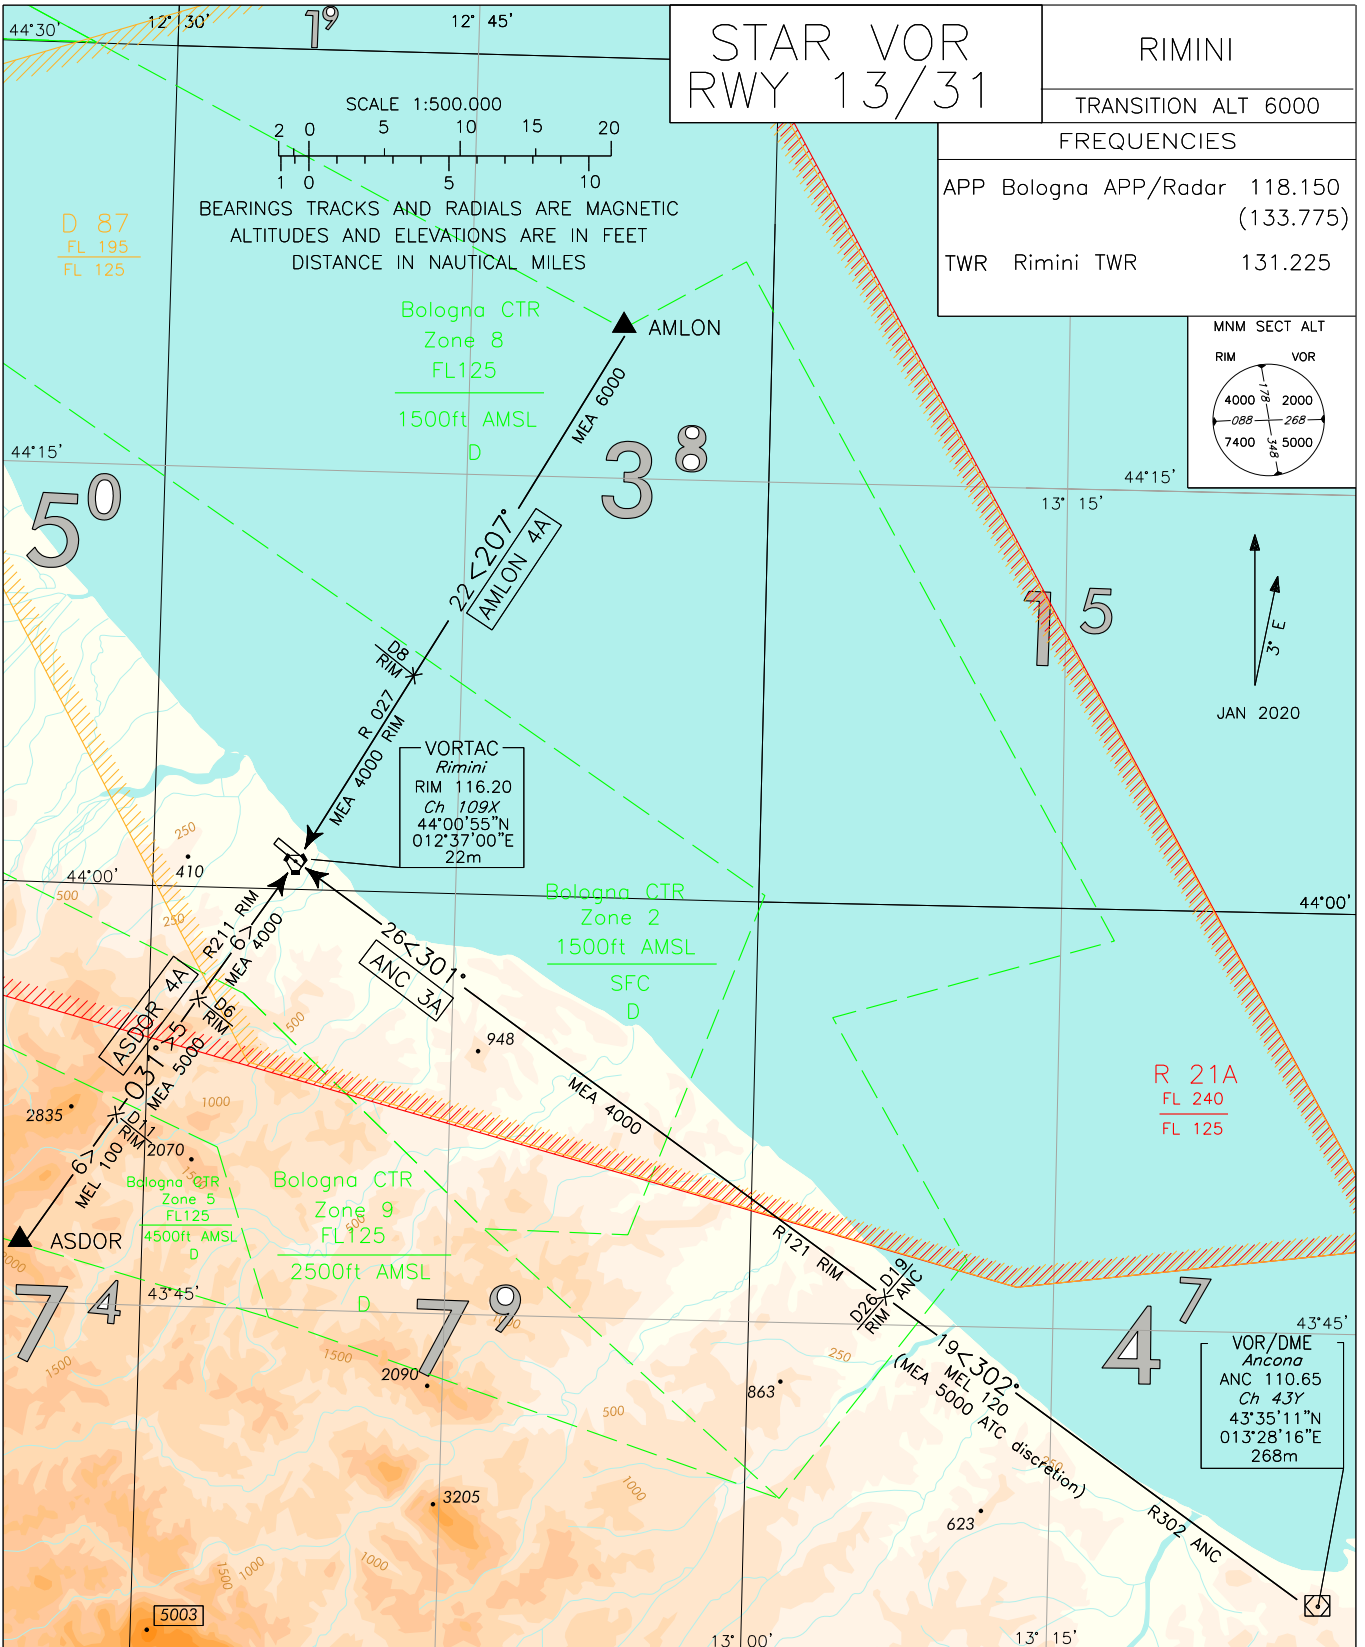 STAR VOR
RWY 13/31
RIMINI
TRANSITION ALT 6000
FREQUENCIES
APP Bologna APP/Radar 118.150
(133.775)
TWR Rimini TWR 131.225
MNM SECT ALT
RIM VOR
4000 178 2000
088 268
7400 348 5000
44°30'
12°30'
12°45'
1 9
SCALE 1:500.000
2 0 5 10 15 20
1 0 5 10
BEARINGS TRACKS AND RADIALS ARE MAGNETIC
ALTITUDES AND ELEVATIONS ARE IN FEET
DISTANCE IN NAUTICAL MILES
D 87
FL 195
FL 125
Bologna CTR
Zone 8
FL125
1500ft AMSL
D
AMLON
MEA 6000
3 8
44°15'
44°15'
13°15'
5 0
22<207°
AMLON 4A
1 5
3° E
JAN 2020
D8
RIM
R 027
MEA 4000 RIM
VORTAC
Rimini
RIM 116.20
Ch 109X
44°00'55"N
012°37'00"E
22m
250
410
44°00'
44°00'
500
250
Bologna CTR
Zone 2
1500ft AMSL
SFC
D
R211 RIM
6>
MEA 4000
26<301°
ANC 3A
ASDOR 4A
D6
RIM
500
948
031°>5
MEA 5000
MEA 4000
R 21A
FL 240
FL 125
1000
2835
D11
RIM
2070
1500
6>
MEL 100
Bologna CTR
Zone 5
FL125
4500ft AMSL
D
Bologna CTR
Zone 9
FL125
2500ft AMSL
D
500
ASDOR
R121 RIM
D26
RIM
D19
ANC
7 4
43°45'
7 9
4 7
43°45'
19<302°
MEL 120
(MEA 5000 ATC discretion)
VOR/DME
Ancona
ANC 110.65
Ch 43Y
43°35'11"N
013°28'16"E
268m
250
1500
1500
2090
863
500
250
1000
3205
623
R302 ANC
1500
1000
1000
5003
13°00'
13°15'